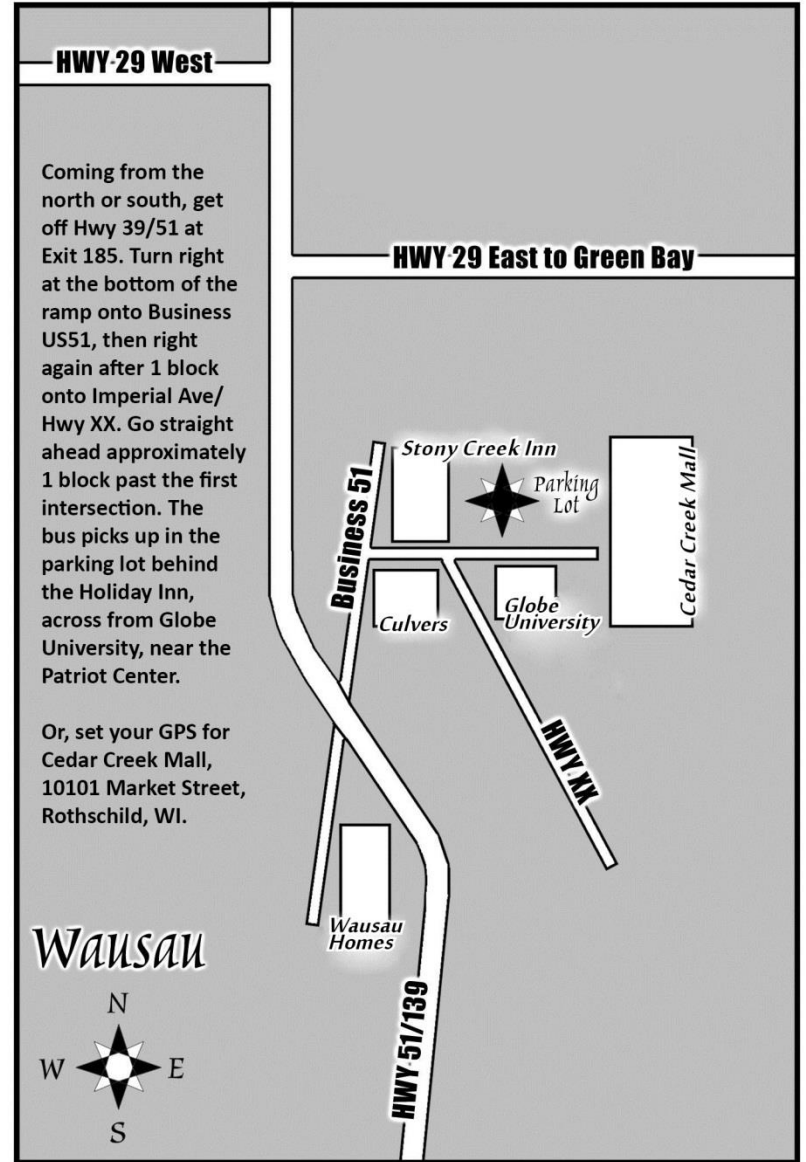 HWY 29 West
Coming from the
north or south, get
off Hwy 39/51 at
Exit 185. Turn right
at the bottom of the
ramp onto Business
US51, then right
again after 1 block
onto Imperial Ave/
Hwy XX. Go straight
ahead approximately
1 block past the first
intersection. The
bus picks up in the
parking lot behind
the Holiday Inn,
across from Globe
University, near the
Patriot Center.
Or, set your GPS for
Cedar Creek Mall,
10101 Market Street,
Rothschild, WI.
HWY 29 East to Green Bay
Stony Creek Inn
Parking
Lot
Cedar Creek Mall
Business 51
Culvers
Globe
University
HWY XX
Wausau
Homes
HWY 51/139
Wausau
N
W
E
S